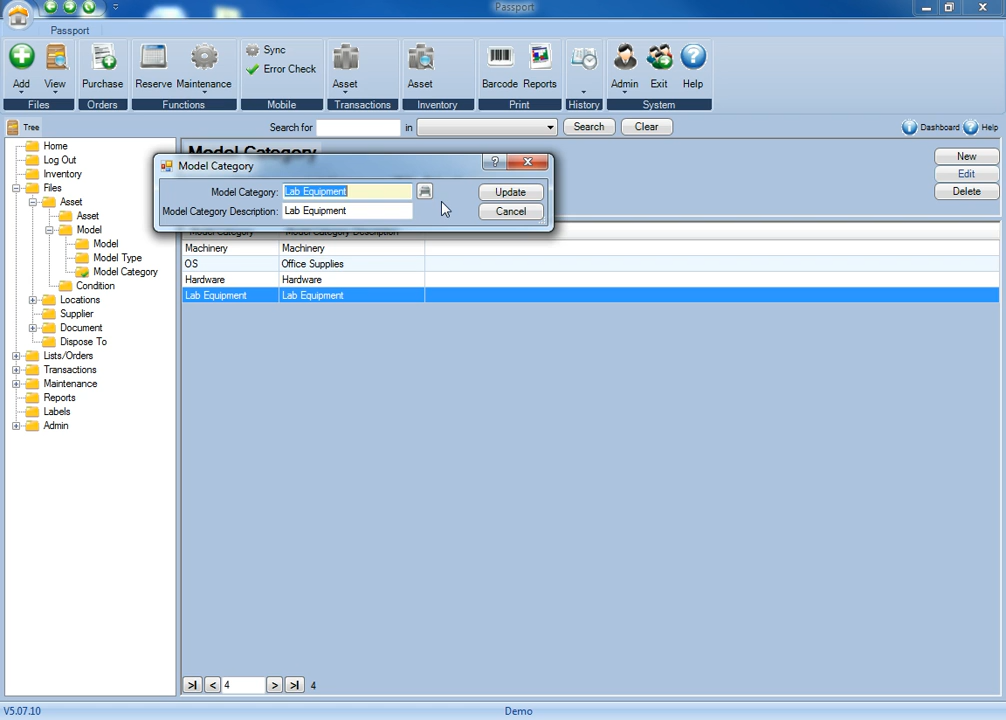 Passport
Passport
Add
View
Files
Purchase
Orders
Reserve
Maintenance
Functions
Sync
Error Check
Mobile
Asset
Transactions
Asset
Inventory
Barcode
Reports
Print
History
Admin
Exit
Help
System
Tree
Search for
in
Search
Clear
Dashboard
Help
Home
Log Out
Inventory
Files
Asset
Asset
Model
Model
Model Type
Model Category
Condition
Locations
Supplier
Document
Dispose To
Lists/Orders
Transactions
Maintenance
Reports
Labels
Admin
Model Category
New
Edit
Delete
Model Category
Model Category: Lab Equipment
Update
Model Category Description: Lab Equipment
Cancel
Model Category Model Category Description
Machinery Machinery
OS Office Supplies
Hardware Hardware
Lab Equipment Lab Equipment
>| < 4 > >| 4
V5.07.10
Demo